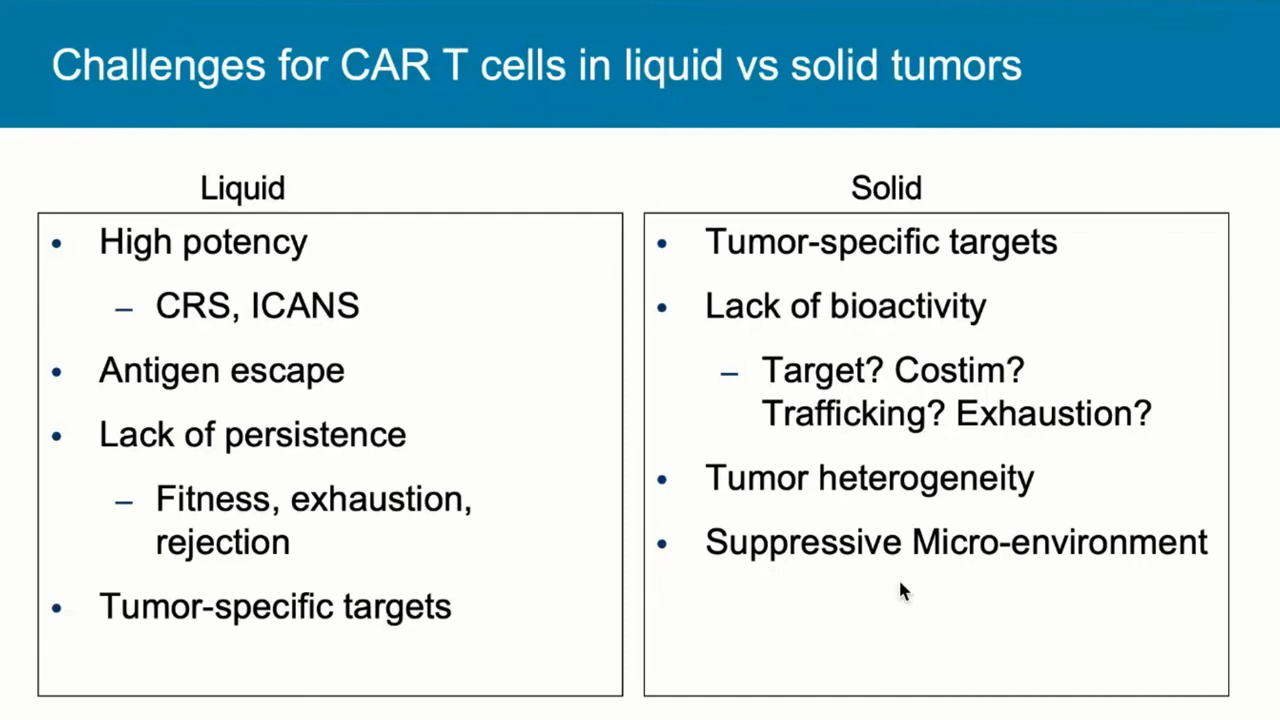 Challenges for CAR T cells in liquid vs solid tumors
Liquid
• High potency
– CRS, ICANS
• Antigen escape
• Lack of persistence
– Fitness, exhaustion,
rejection
• Tumor-specific targets
Solid
• Tumor-specific targets
• Lack of bioactivity
– Target? Costim?
Trafficking? Exhaustion?
• Tumor heterogeneity
• Suppressive Micro-environment